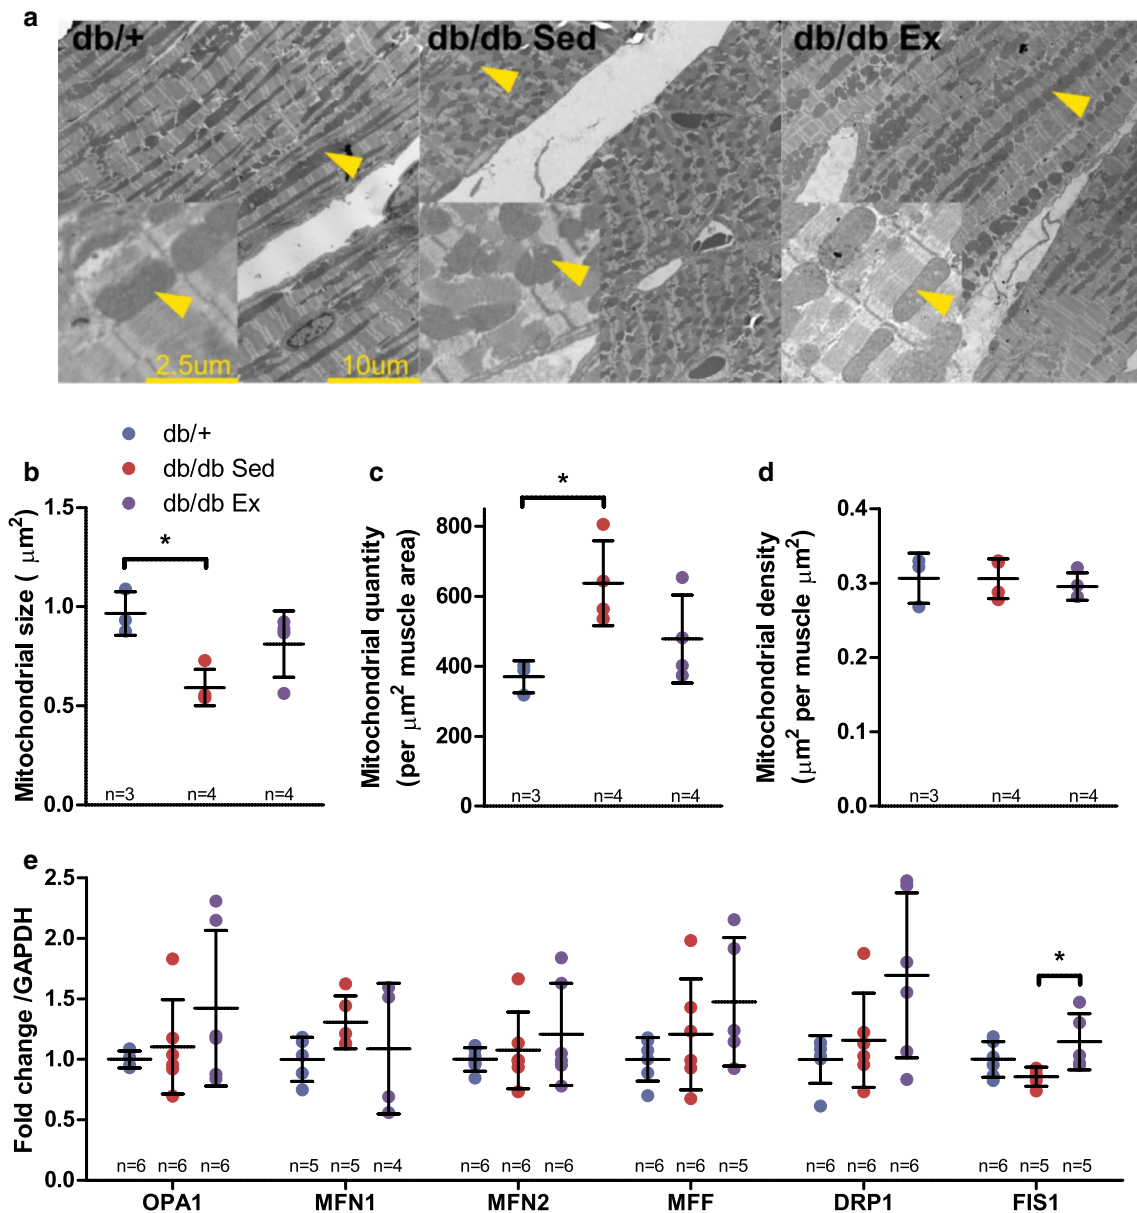 a
db/+ db/db Sed db/db Ex
2.5um 10um
db/+
db/db Sed
db/db Ex
b
Mitochondrial size ( μm2)
1.5
1.0
0.5
0.0
*
n=3 n=4 n=4
c
Mitochondrial quantity
(per μm2 muscle area)
800
600
400
200
0
*
n=3 n=4 n=4
d
Mitochondrial density
(μm2 per muscle μm2)
0.4
0.3
0.2
0.1
0.0
n=3 n=4 n=4
e
Fold change /GAPDH
2.5
2.0
1.5
1.0
0.5
0.0
*
n=6 n=6 n=6 n=5 n=5 n=4 n=6 n=6 n=6 n=6 n=6 n=5 n=6 n=6 n=6 n=6 n=5 n=5
OPA1 MFN1 MFN2 MFF DRP1 FIS1